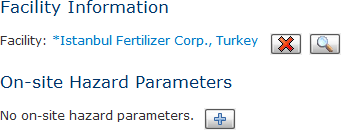 Facility Information
Facility: *Istanbul Fertilizer Corp., Turkey
On-site Hazard Parameters
No on-site hazard parameters.